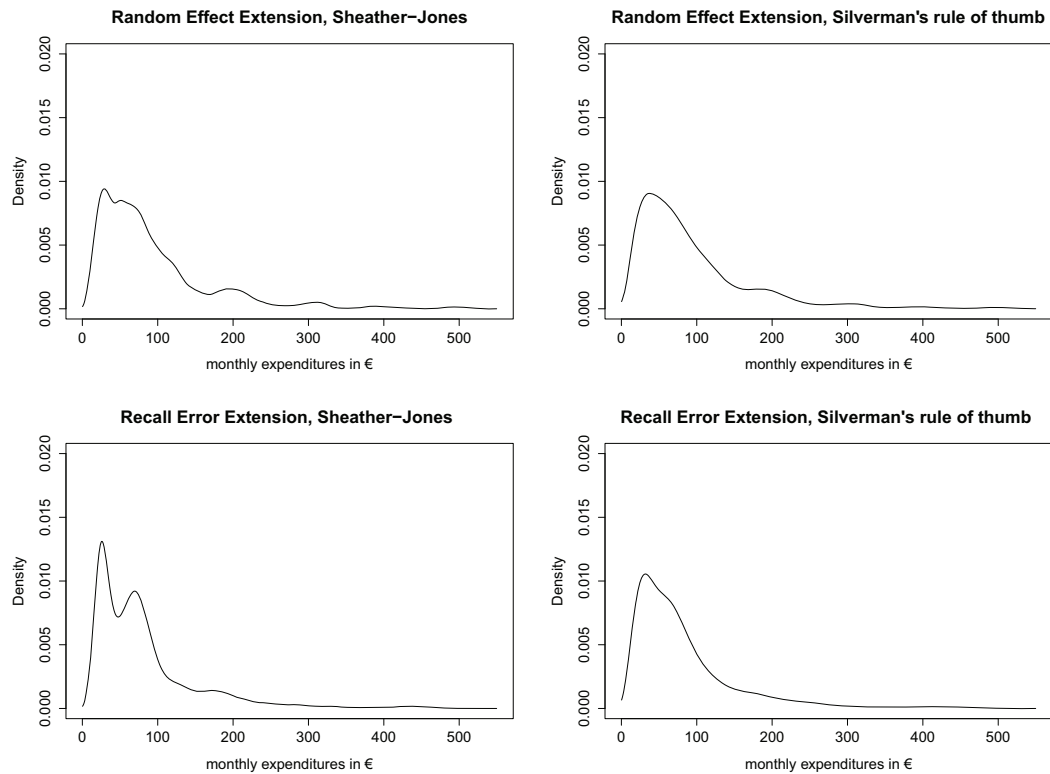 Random Effect Extension, Sheather−Jones
Density
0.000 0.005 0.010 0.015 0.020
0 100 200 300 400 500
monthly expenditures in €
Random Effect Extension, Silverman's rule of thumb
Density
0.000 0.005 0.010 0.015 0.020
0 100 200 300 400 500
monthly expenditures in €
Recall Error Extension, Sheather−Jones
Density
0.000 0.005 0.010 0.015 0.020
0 100 200 300 400 500
monthly expenditures in €
Recall Error Extension, Silverman's rule of thumb
Density
0.000 0.005 0.010 0.015 0.020
0 100 200 300 400 500
monthly expenditures in €